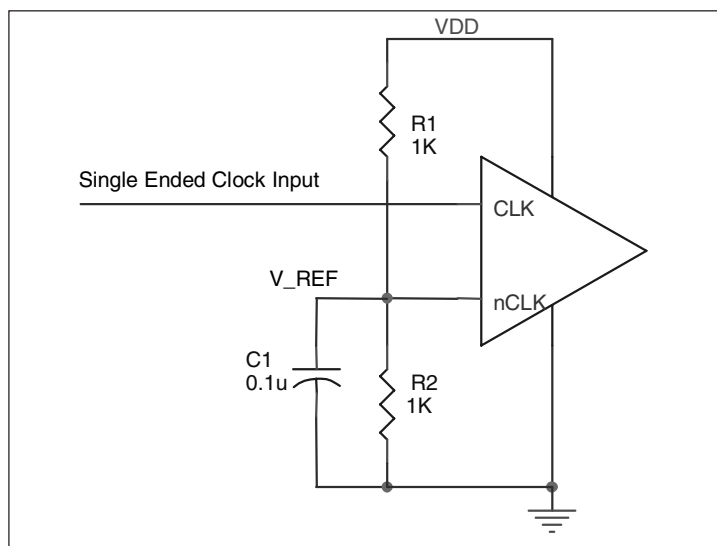 VDD
R1
1K
Single Ended Clock Input
CLK
V_REF
nCLK
C1
0.1u
R2
1K